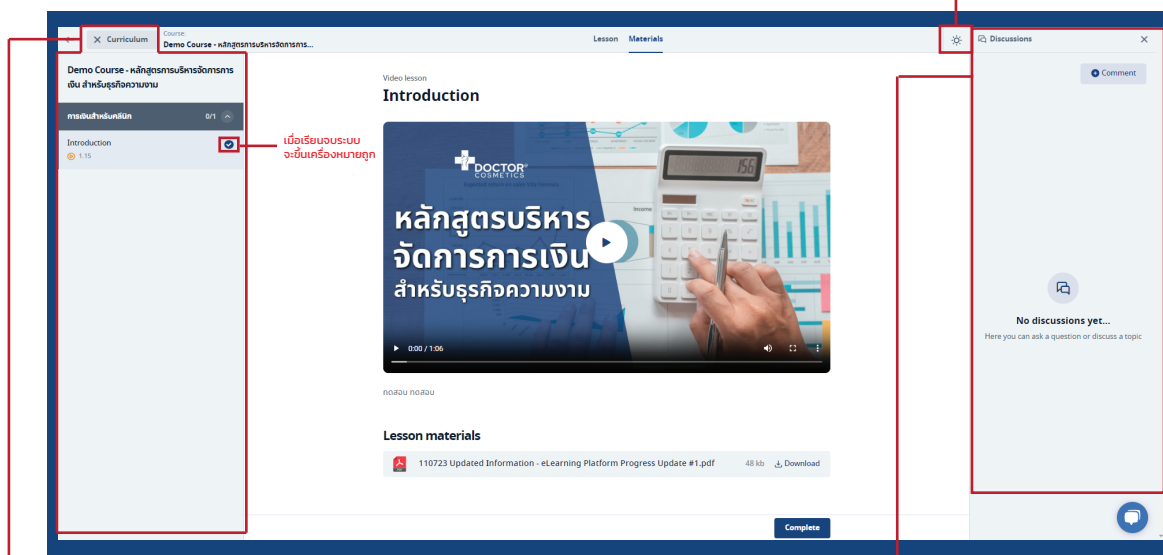 Curriculum
Course:
Demo Course - หลักสูตรการบริหารจัดการการ...
Lesson Materials
Discussions
Demo Course - หลักสูตรการบริหารจัดการการ
เงิน สำหรับธุรกิจความงาม
Comment
การเงินสำหรับคลีนิก 0/1
Introduction
1.15
เมื่อเรียนจบระบบ
จะขึ้นเครื่องหมายถูก
Video lesson
Introduction
DOCTOR
COSMETICS
Income
156
หลักสูตรบริหาร
จัดการการเงิน
สำหรับธุรกิจความงาม
0:00 / 1:06
ทดสอบ ทดสอบ
No discussions yet...
Here you can ask a question or discuss a topic
Lesson materials
110723 Updated Information - eLearning Platform Progress Update #1.pdf 48 kb Download
Complete